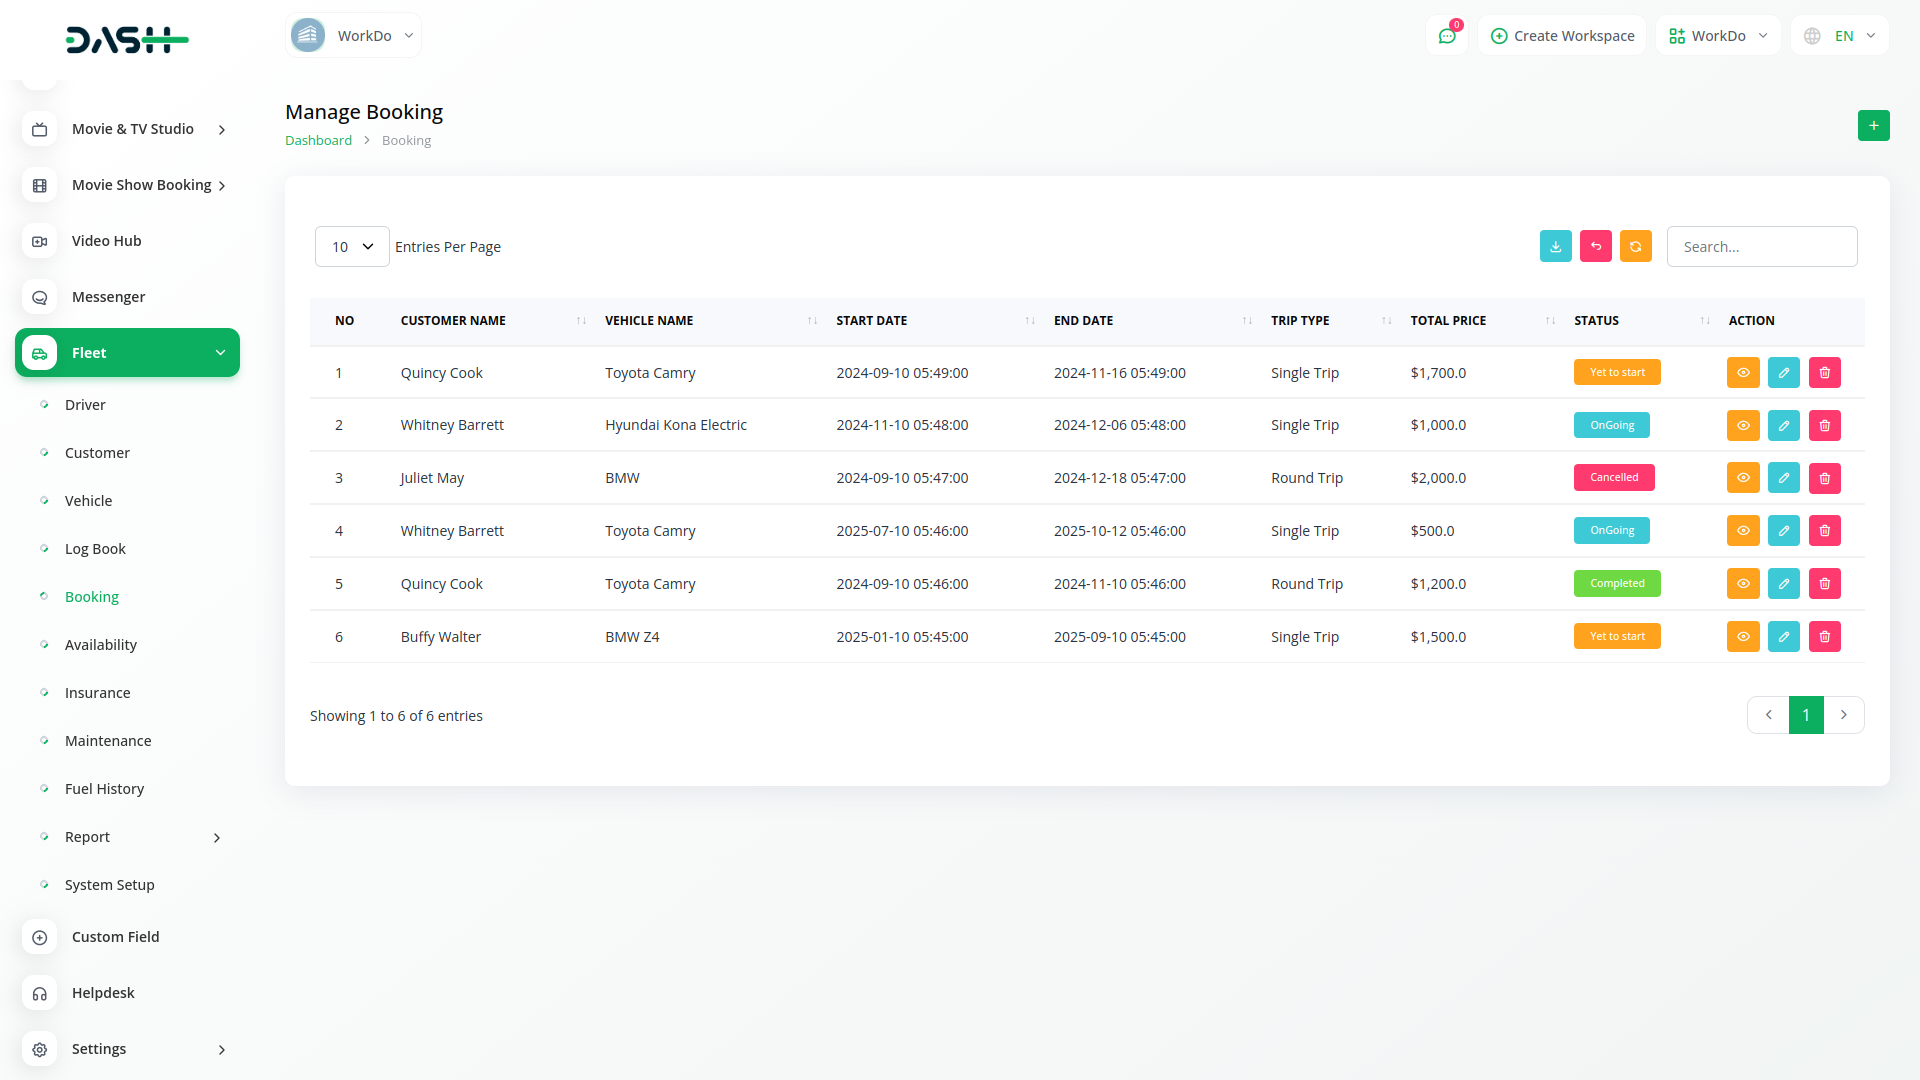 DASH
WorkDo
0
Create Workspace
WorkDo
EN
Movie & TV Studio
Movie Show Booking
Video Hub
Messenger
Fleet
Driver
Customer
Vehicle
Log Book
Booking
Availability
Insurance
Maintenance
Fuel History
Report
System Setup
Custom Field
Helpdesk
Settings
Manage Booking
Dashboard > Booking
+
10 Entries Per Page
Search...
NO CUSTOMER NAME VEHICLE NAME START DATE END DATE TRIP TYPE TOTAL PRICE STATUS ACTION
1 Quincy Cook Toyota Camry 2024-09-10 05:49:00 2024-11-16 05:49:00 Single Trip $1,700.0 Yet to start
2 Whitney Barrett Hyundai Kona Electric 2024-11-10 05:48:00 2024-12-06 05:48:00 Single Trip $1,000.0 OnGoing
3 Juliet May BMW 2024-09-10 05:47:00 2024-12-18 05:47:00 Round Trip $2,000.0 Cancelled
4 Whitney Barrett Toyota Camry 2025-07-10 05:46:00 2025-10-12 05:46:00 Single Trip $500.0 OnGoing
5 Quincy Cook Toyota Camry 2024-09-10 05:46:00 2024-11-10 05:46:00 Round Trip $1,200.0 Completed
6 Buffy Walter BMW Z4 2025-01-10 05:45:00 2025-09-10 05:45:00 Single Trip $1,500.0 Yet to start
Showing 1 to 6 of 6 entries
1